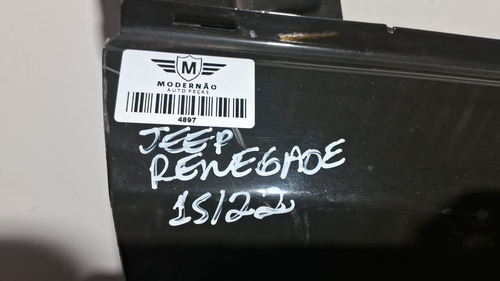 M
MODERNÃO
AUTO PEÇAS
4897
JEEP
RENEGADE
15/22